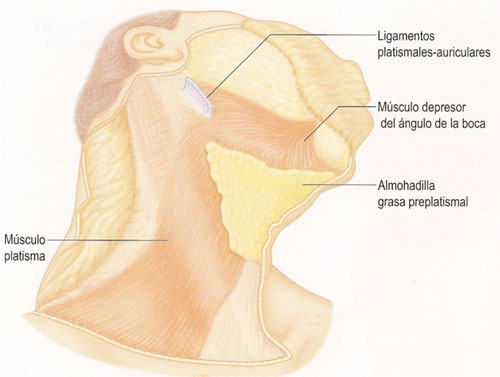 Ligamentos
platismales-auriculares
Músculo depresor
del ángulo de la boca
Almohadilla
grasa preplatismal
Músculo
platisma